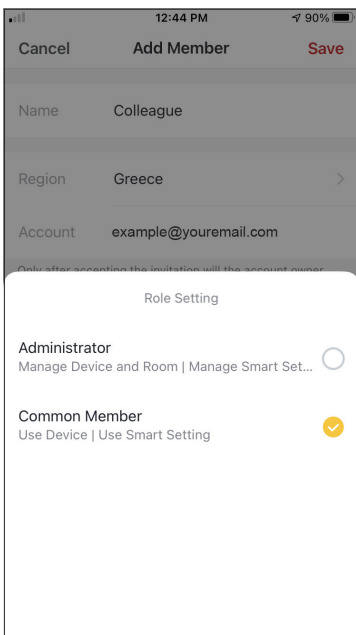 12:44 PM
90%
Cancel Add Member Save
Name Colleague
Region Greece
Account example@youremail.com
Only after accepting the invitation will the account owner
Role Setting
Administrator
Manage Device and Room | Manage Smart Set...
Common Member
Use Device | Use Smart Setting